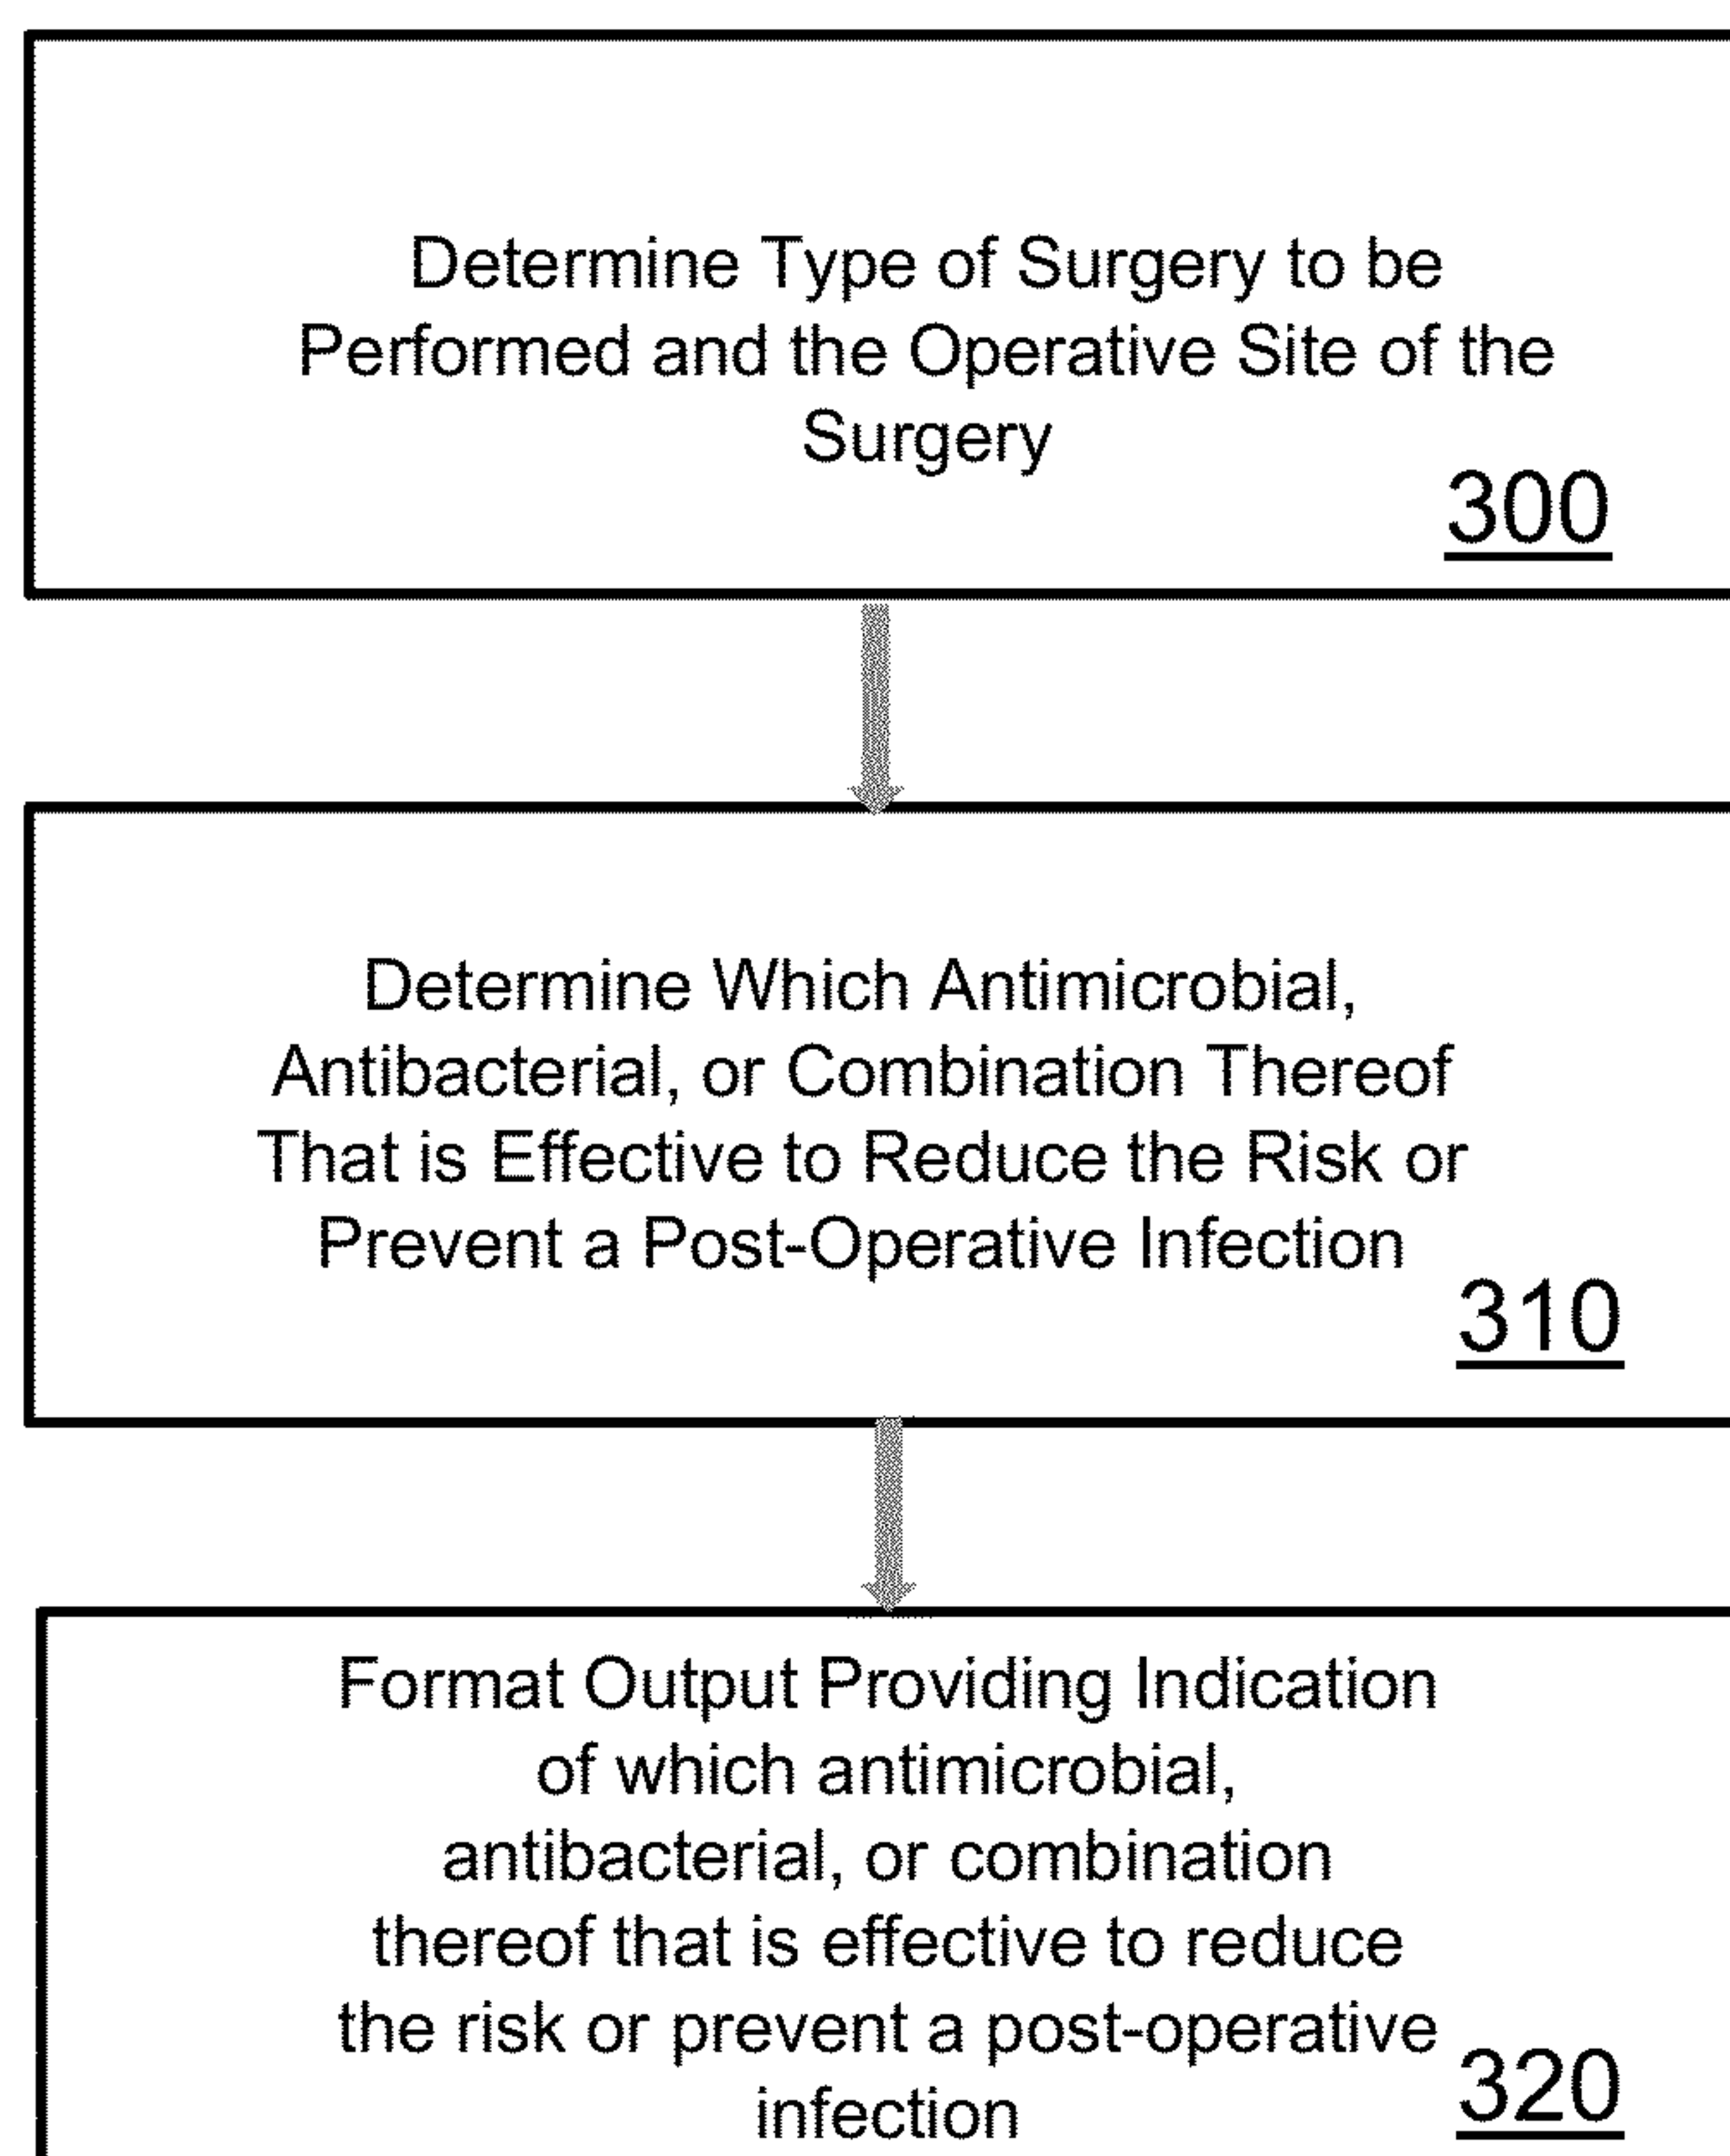 Determine Type of Surgery to be
Performed and the Operative Site of the
Surgery
300
Determine Which Antimicrobial,
Antibacterial, or Combination Thereof
That is Effective to Reduce the Risk or
Prevent a Post-Operative Infection
310
Format Output Providing Indication
of which antimicrobial,
antibacterial, or combination
thereof that is effective to reduce
the risk or prevent a post-operative
infection
320